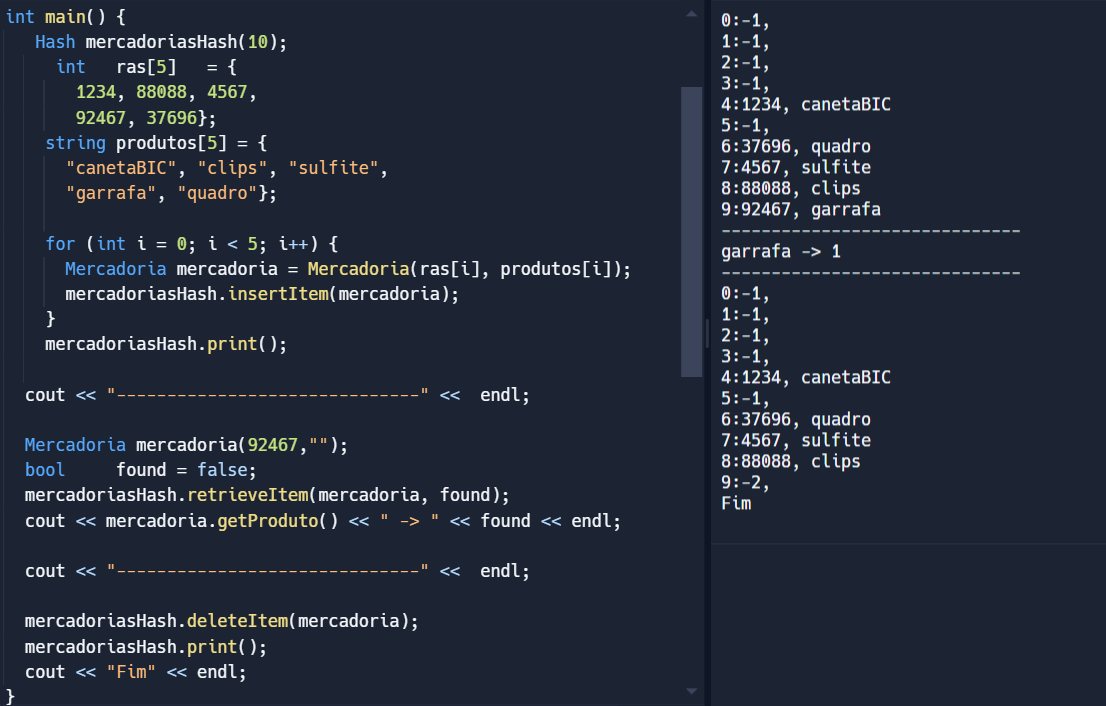 int main() {
Hash mercadoriasHash(10);
int ras[5] = {
1234, 88088, 4567,
92467, 37696};
string produtos[5] = {
"canetaBIC", "clips", "sulfite",
"garrafa", "quadro"};
for (int i = 0; i < 5; i++) {
Mercadoria mercadoria = Mercadoria(ras[i], produtos[i]);
mercadoriasHash.insertItem(mercadoria);
}
mercadoriasHash.print();
cout << "------------------------------" << endl;
Mercadoria mercadoria(92467,"");
bool found = false;
mercadoriasHash.retrieveItem(mercadoria, found);
cout << mercadoria.getProduto() << " -> " << found << endl;
cout << "------------------------------" << endl;
mercadoriasHash.deleteItem(mercadoria);
mercadoriasHash.print();
cout << "Fim" << endl;
}
0:-1,
1:-1,
2:-1,
3:-1,
4:1234, canetaBIC
5:-1,
6:37696, quadro
7:4567, sulfite
8:88088, clips
9:92467, garrafa
------------------------------
garrafa -> 1
------------------------------
0:-1,
1:-1,
2:-1,
3:-1,
4:1234, canetaBIC
5:-1,
6:37696, quadro
7:4567, sulfite
8:88088, clips
9:-2,
Fim